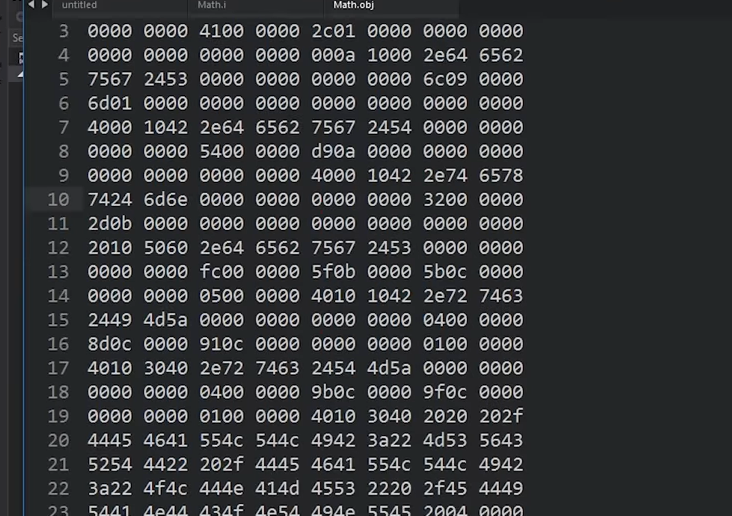 untitled Math.i Math.obj
3 0000 0000 4100 0000 2c01 0000 0000 0000
4 0000 0000 0000 0000 000a 1000 2e64 6562
5 7567 2453 0000 0000 0000 0000 6c09 0000
6 6d01 0000 0000 0000 0000 0000 0000 0000
7 4000 1042 2e64 6562 7567 2454 0000 0000
8 0000 0000 5400 0000 d90a 0000 0000 0000
9 0000 0000 0000 0000 4000 1042 2e74 6578
10 7424 6d6e 0000 0000 0000 0000 3200 0000
11 2d0b 0000 0000 0000 0000 0000 0000 0000
12 2010 5060 2e64 6562 7567 2453 0000 0000
13 0000 0000 fc00 0000 5f0b 0000 5b0c 0000
14 0000 0000 0500 0000 4010 1042 2e72 7463
15 2449 4d5a 0000 0000 0000 0000 0400 0000
16 8d0c 0000 910c 0000 0000 0000 0100 0000
17 4010 3040 2e72 7463 2454 4d5a 0000 0000
18 0000 0000 0400 0000 9b0c 0000 9f0c 0000
19 0000 0000 0100 0000 4010 3040 2020 202f
20 4445 4641 554c 544c 4942 3a22 4d53 5643
21 5254 4422 202f 4445 4641 554c 544c 4942
22 3a22 4f4c 444e 414d 4553 2220 2f45 4449
23 5441 4e44 434f 4e54 494e 5545 2004 0000